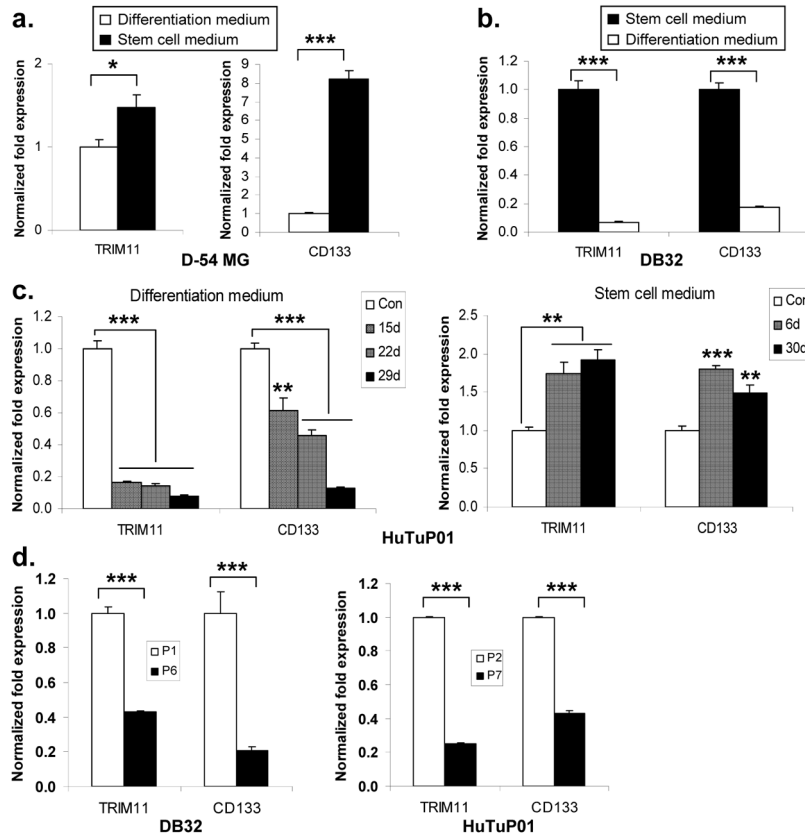 a.
Differentiation medium
Stem cell medium
Normalized fold expression
2
1
0
*
TRIM11
Normalized fold expression
9
8
7
6
5
4
3
2
1
0
***
CD133
D-54 MG
b.
Stem cell medium
Differentiation medium
Normalized fold expression
1.2
1.0
0.8
0.6
0.4
0.2
0.0
***
***
TRIM11
CD133
DB32
c.
Differentiation medium
Normalized fold expression
1.2
1.0
0.8
0.6
0.4
0.2
0.0
***
***
**
Con
15d
22d
29d
TRIM11
CD133
Stem cell medium
Normalized fold expression
2.5
2.0
1.5
1.0
0.5
0.0
**
***
**
Con
6d
30d
TRIM11
CD133
HuTuP01
d.
Normalized fold expression
1.2
1.0
0.8
0.6
0.4
0.2
0.0
***
***
P1
P6
TRIM11
CD133
DB32
Normalized fold expression
1.2
1.0
0.8
0.6
0.4
0.2
0.0
***
***
P2
P7
TRIM11
CD133
HuTuP01